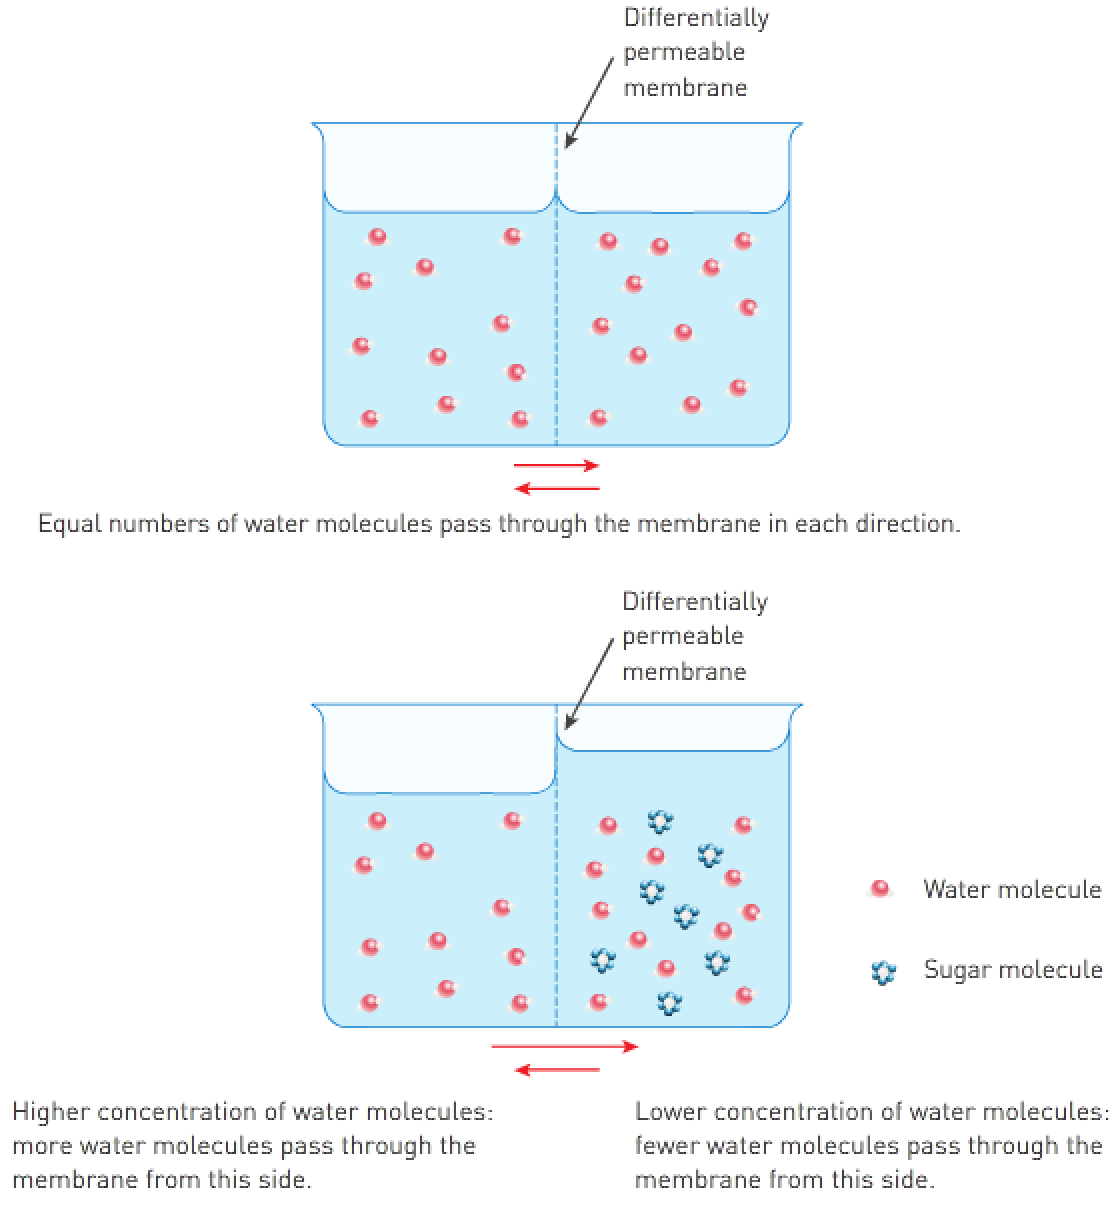 Differentially
permeable
membrane
Equal numbers of water molecules pass through the membrane in each direction.
Differentially
permeable
membrane
Water molecule
Sugar molecule
Higher concentration of water molecules:
more water molecules pass through the
membrane from this side.
Lower concentration of water molecules:
fewer water molecules pass through the
membrane from this side.